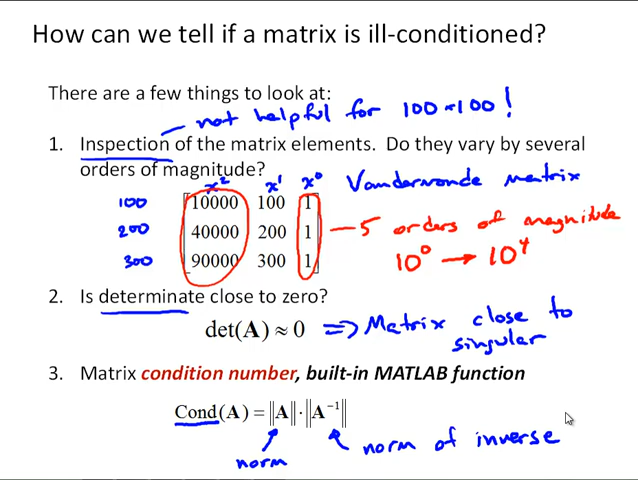 How can we tell if a matrix is ill-conditioned?
There are a few things to look at:
not helpful for 100×100!
1. Inspection of the matrix elements. Do they vary by several
orders of magnitude?
x² x¹ x⁰ Vandermonde matrix
100 10000 100 1
200 40000 200 1 — 5 orders of magnitude
300 90000 300 1 10⁰ → 10⁴
2. Is determinate close to zero?
det(A) ≈ 0 => Matrix close to
singular
3. Matrix condition number, built-in MATLAB function
Cond(A) = ||A|| · ||A⁻¹||
norm norm of inverse